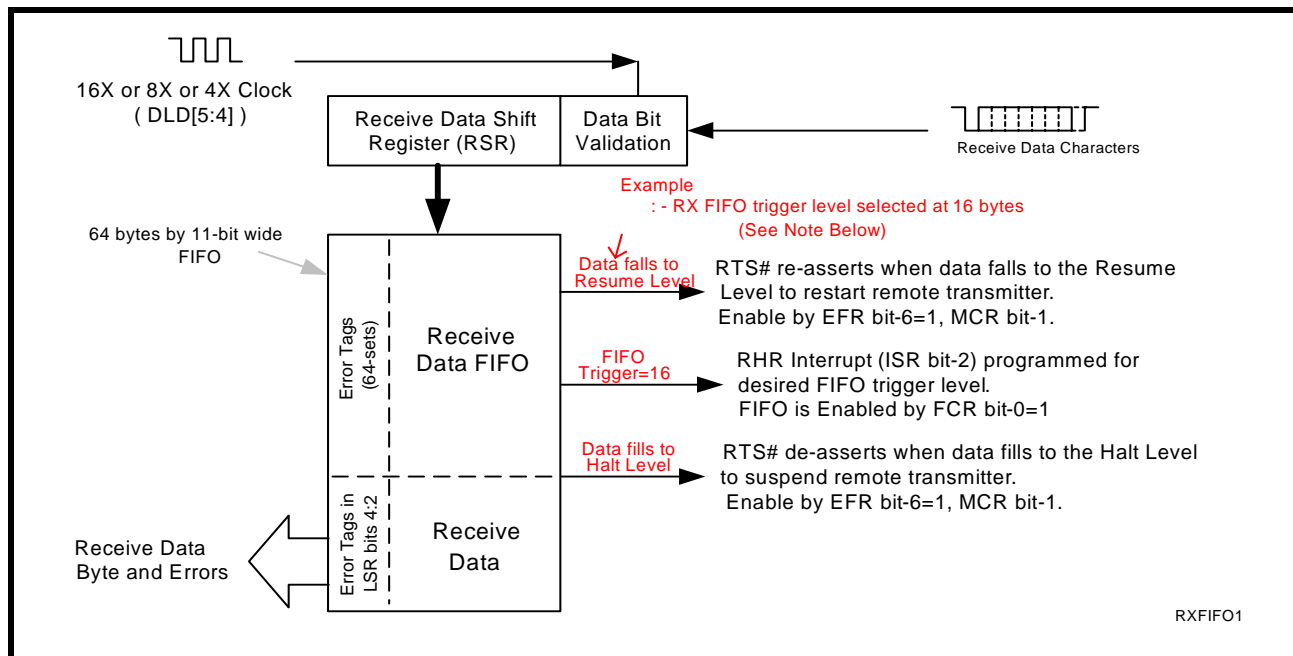 16X or 8X or 4X Clock
( DLD[5:4] )
Receive Data Shift
Register (RSR)
Data Bit
Validation
Receive Data Characters
Example
: - RX FIFO trigger level selected at 16 bytes
(See Note Below)
64 bytes by 11-bit wide
FIFO
Error Tags
(64-sets)
Receive
Data FIFO
Data falls to
Resume Level
RTS# re-asserts when data falls to the Resume
Level to restart remote transmitter.
Enable by EFR bit-6=1, MCR bit-1.
FIFO
Trigger=16
RHR Interrupt (ISR bit-2) programmed for
desired FIFO trigger level.
FIFO is Enabled by FCR bit-0=1
Data fills to
Halt Level
RTS# de-asserts when data fills to the Halt Level
to suspend remote transmitter.
Enable by EFR bit-6=1, MCR bit-1.
Error Tags in
LSR bits 4:2
Receive
Data
Receive Data
Byte and Errors
RXFIFO1